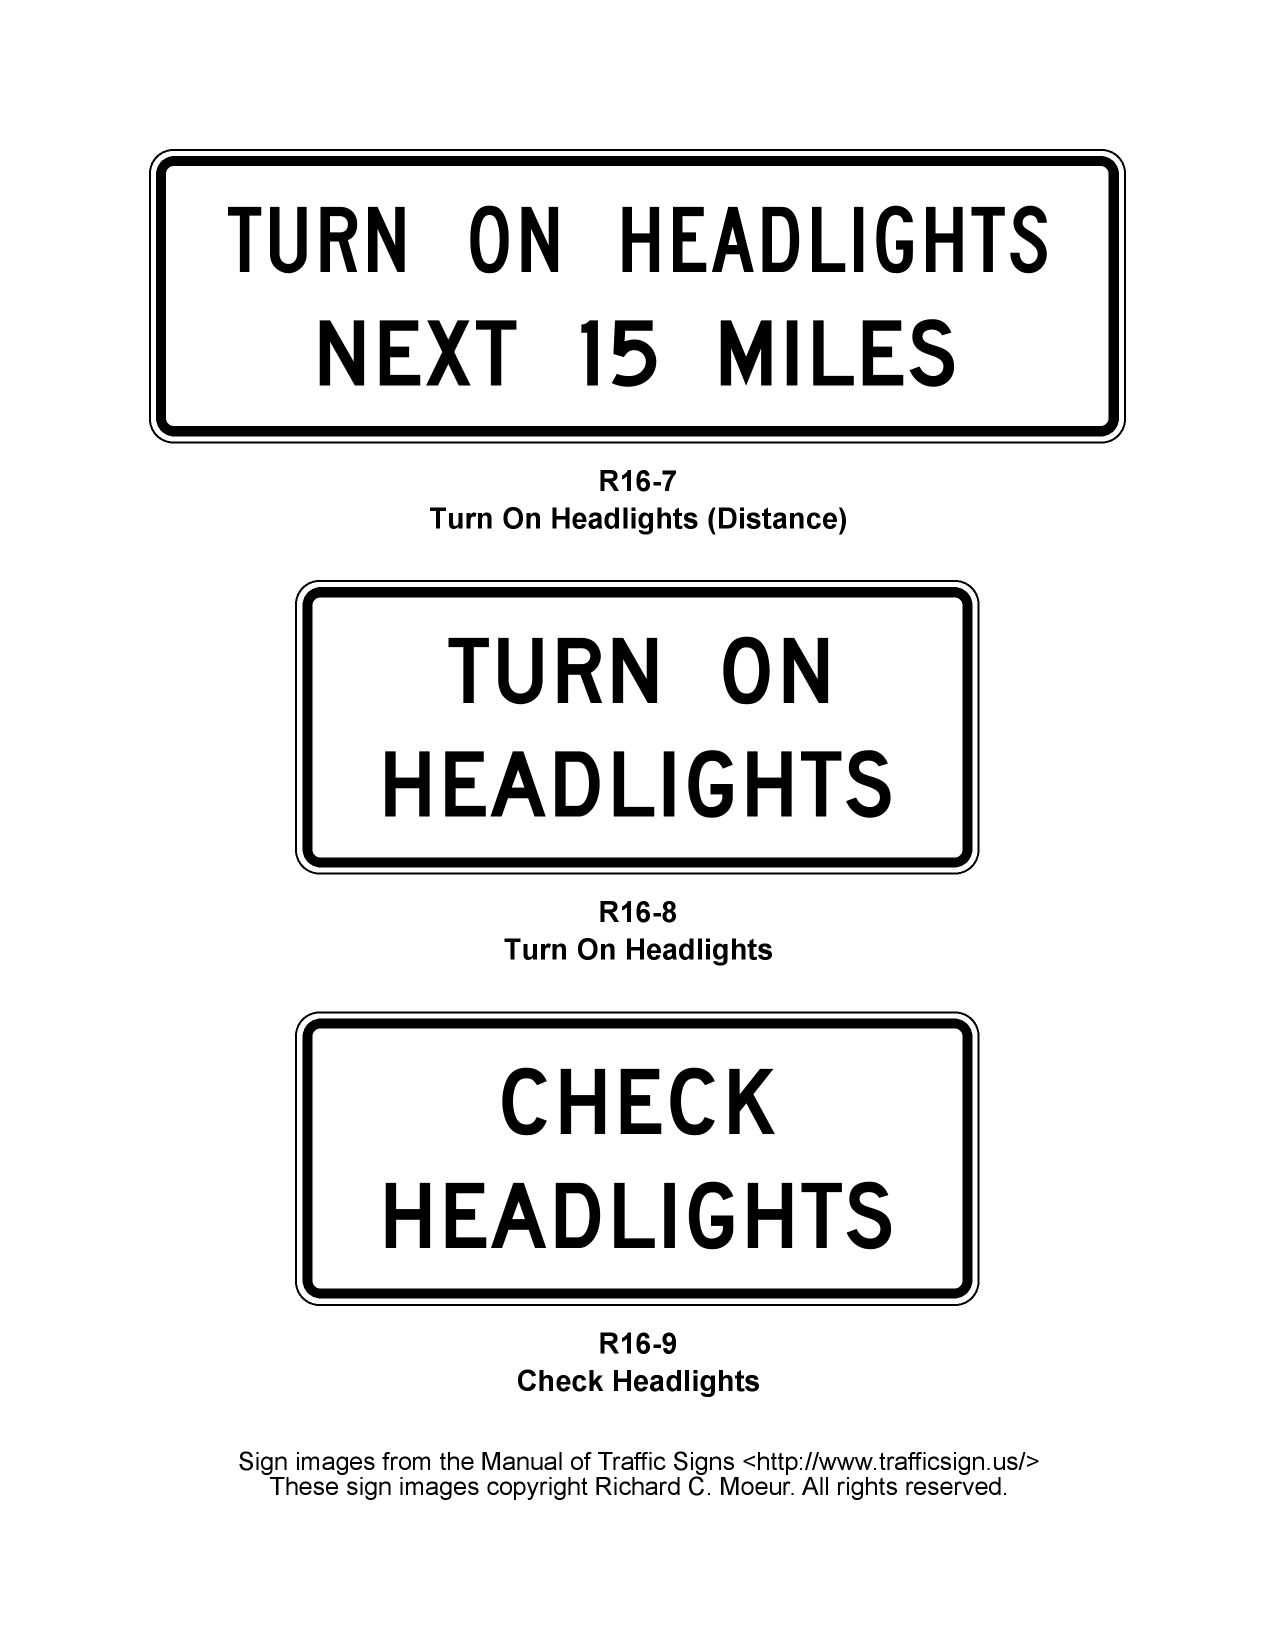 TURN ON HEADLIGHTS
NEXT 15 MILES
R16-7
Turn On Headlights (Distance)
TURN ON
HEADLIGHTS
R16-8
Turn On Headlights
CHECK
HEADLIGHTS
R16-9
Check Headlights
Sign images from the Manual of Traffic Signs <http://www.trafficsign.us/>
These sign images copyright Richard C. Moeur. All rights reserved.